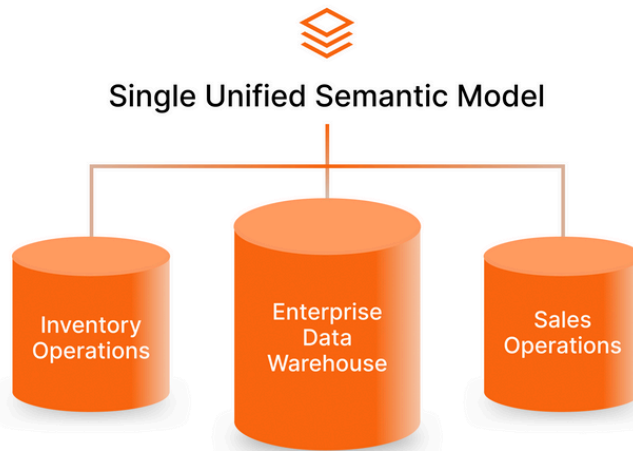 Single Unified Semantic Model
Inventory
Operations
Enterprise
Data
Warehouse
Sales
Operations